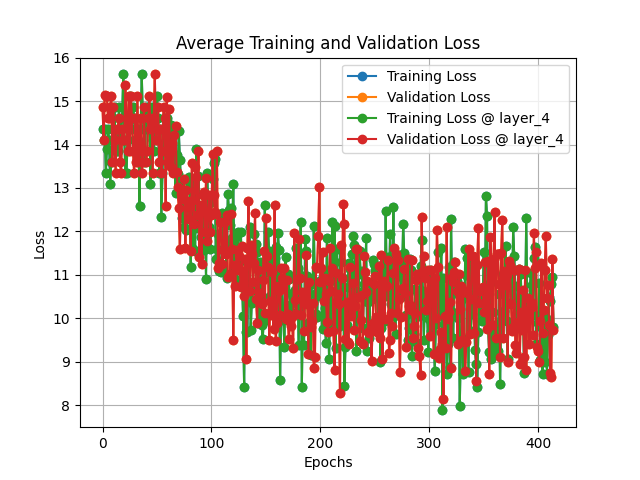 Average Training and Validation Loss
16
15
14
13
12
11
10
9
8
Loss
Training Loss
Validation Loss
Training Loss @ layer_4
Validation Loss @ layer_4
0 100 200 300 400
Epochs